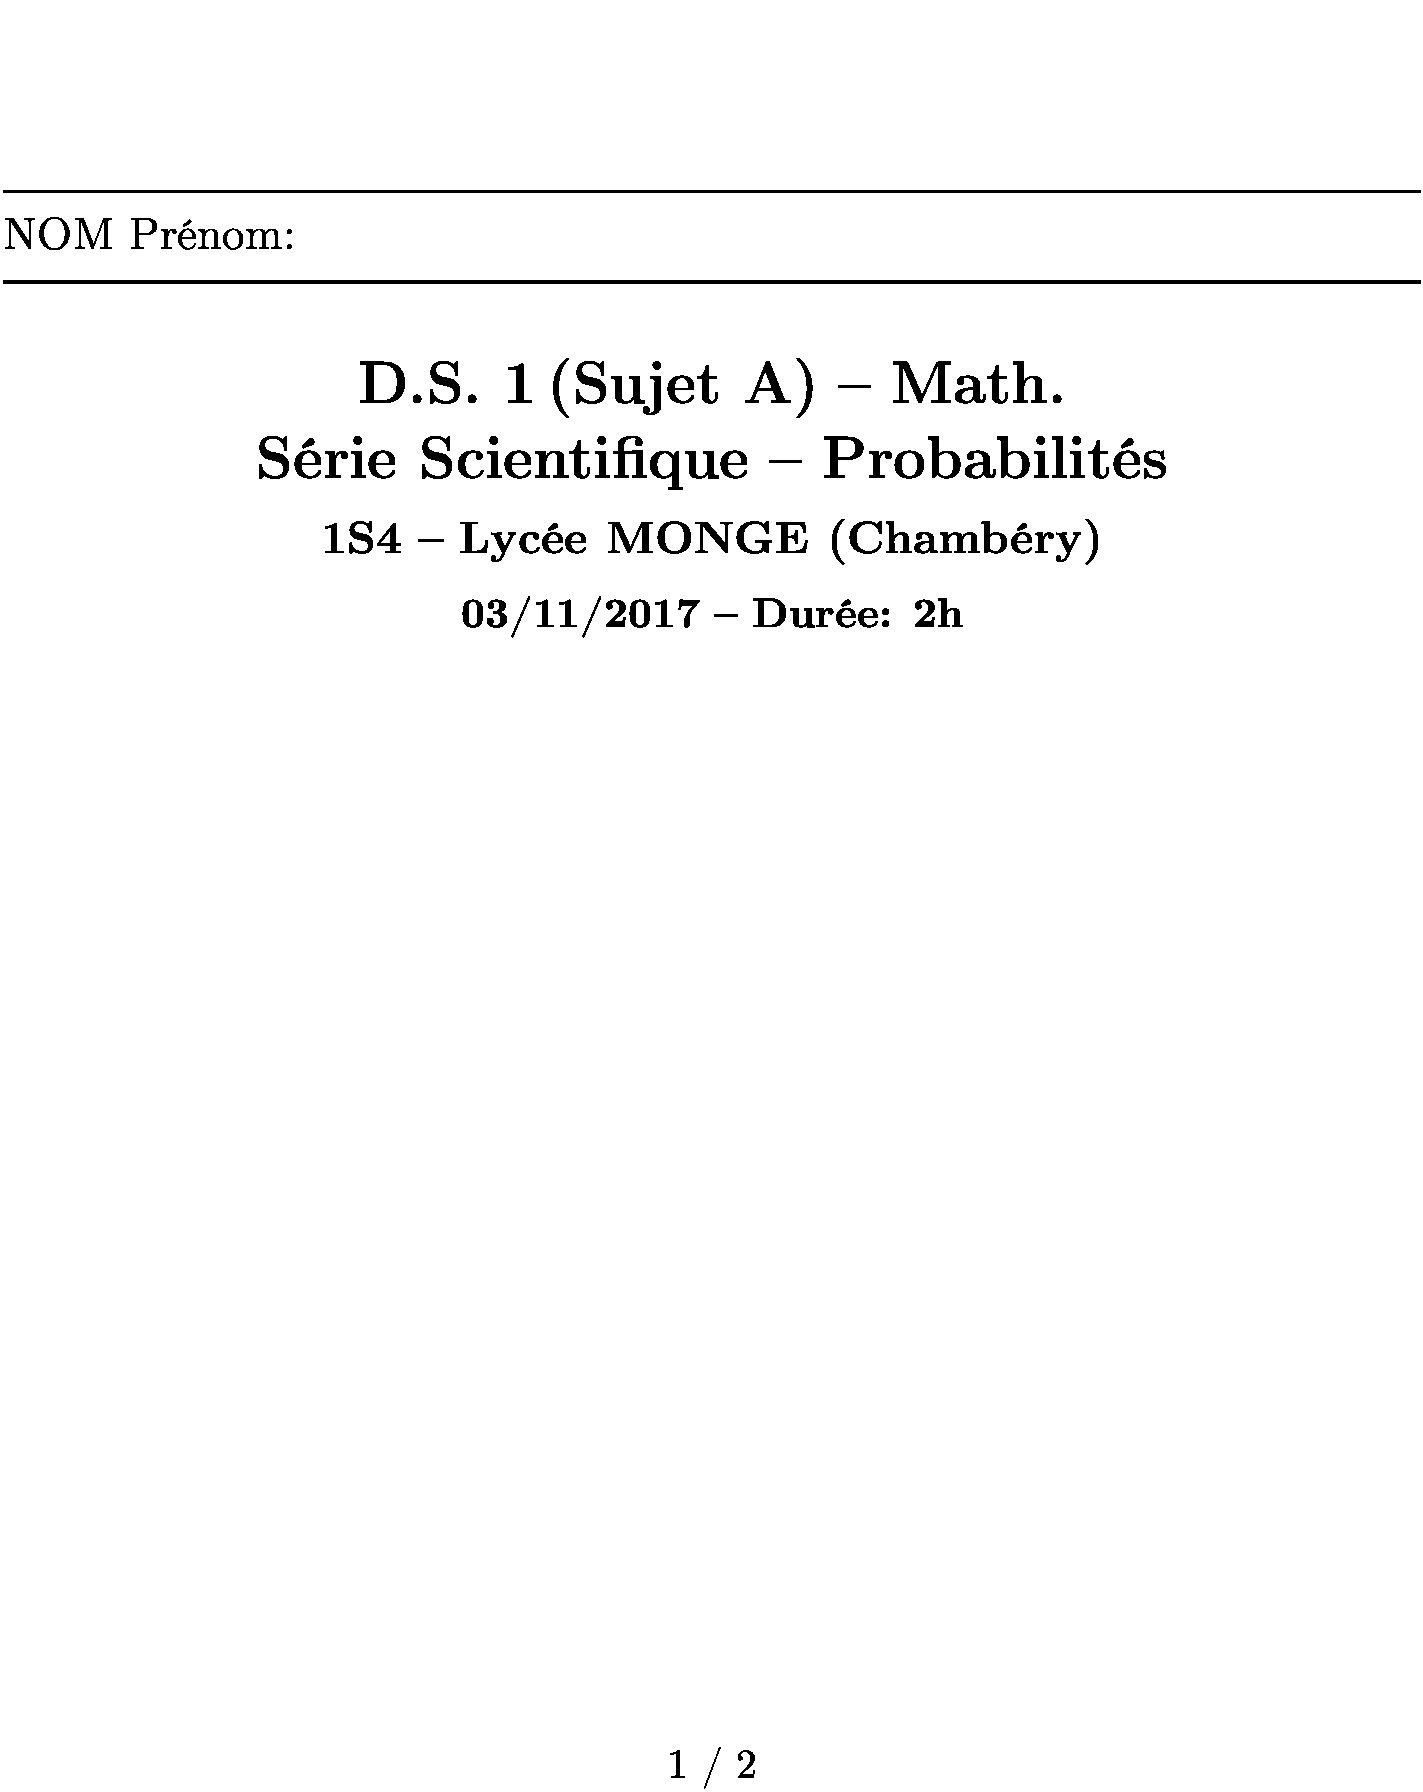 NOM Prénom:
D.S. 1 (Sujet A) – Math.
Série Scientifique – Probabilités
1S4 – Lycée MONGE (Chambéry)
03/11/2017 – Durée: 2h
1 / 2